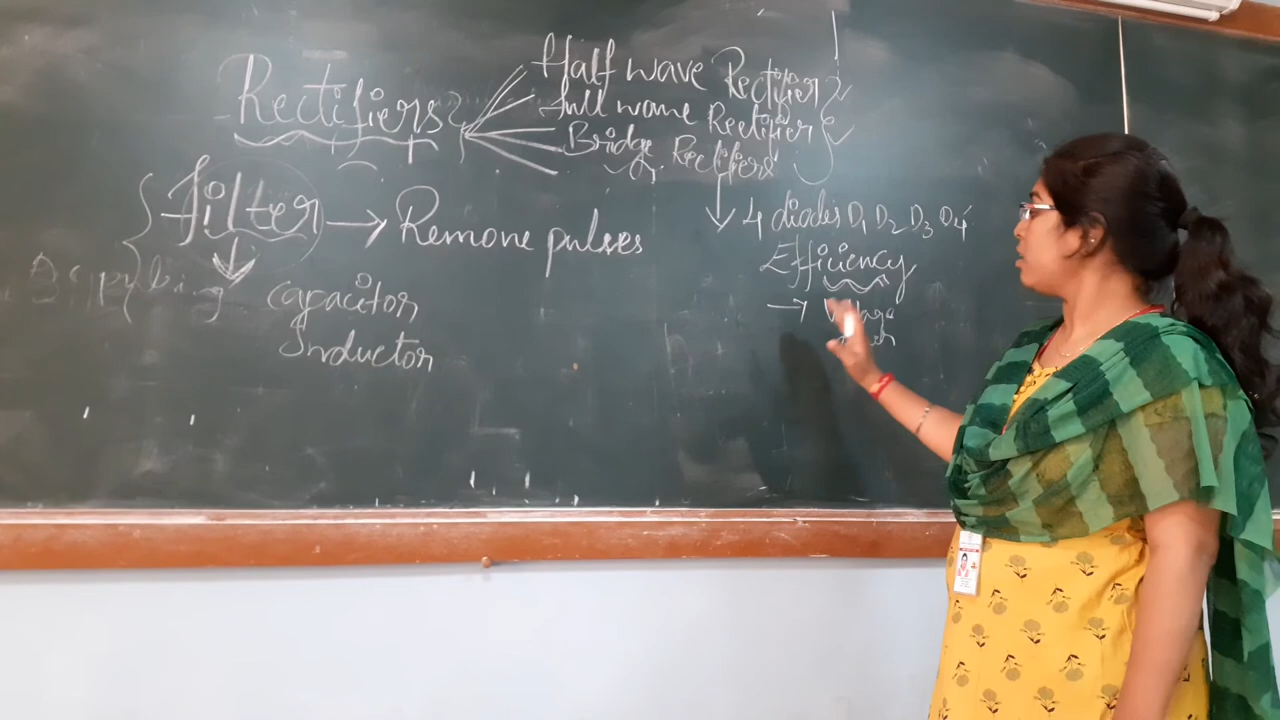 Rectifiers
Half wave Rectifier
full wave Rectifier
Bridge Rectifiers
4 diodes D1 D2 D3 D4
Efficiency
→
filter → Remove pulses
capacitor
Inductor